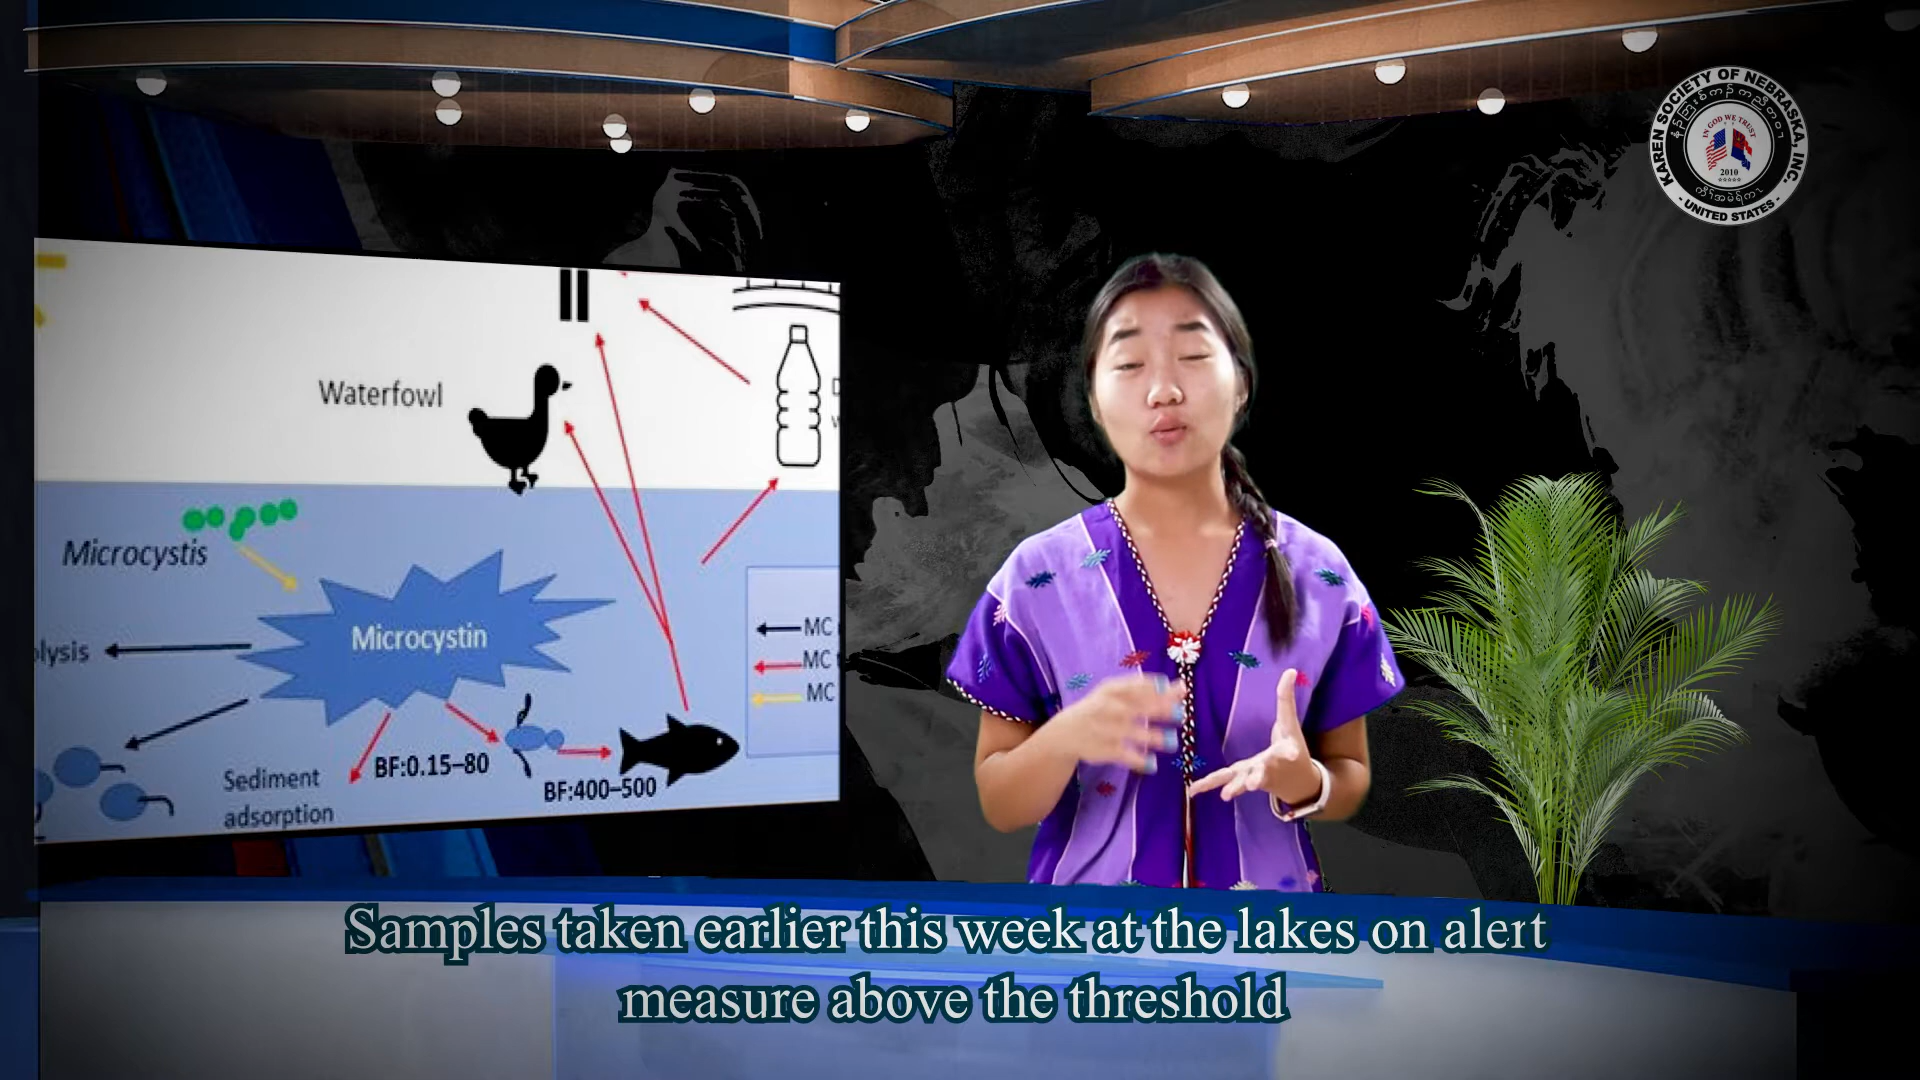 KAREN SOCIETY OF NEBRASKA, INC.
IN GOD WE TRUST
2010
- UNITED STATES -
Waterfowl
Microcystis
Microcystin
lysis
MC
MC
MC
BF:0.15–80
BF:400–500
Sediment
adsorption
Samples taken earlier this week at the lakes on alert
measure above the threshold